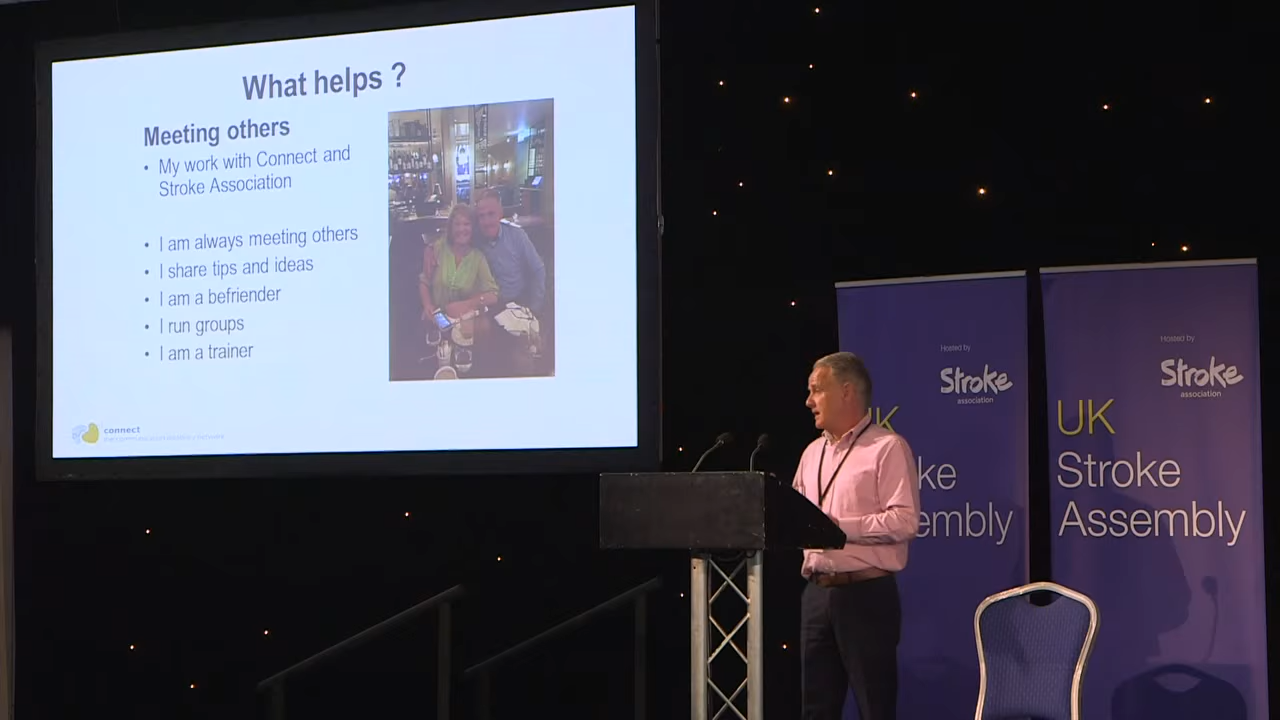 What helps ?
Meeting others
• My work with Connect and
Stroke Association
• I am always meeting others
• I share tips and ideas
• I am a befriender
• I run groups
• I am a trainer
connect
Hosted by
Stroke
association
UK
ke
embly
Hosted by
Stroke
association
UK
Stroke
Assembly